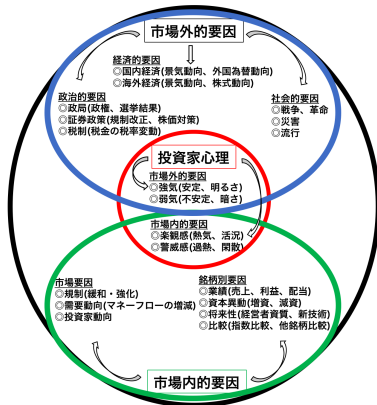 市場外的要因
経済的要因
◎国内経済(景気動向、外国為替動向)
◎海外経済(景気動向、株式動向)
政治的要因
◎政局(政権、選挙結果)
◎証券政策(規制改正、株価対策)
◎税制(税金の税率変動)
社会的要因
◎戦争、革命
◎災害
◎流行
投資家心理
市場外的要因
◎強気(安定、明るさ)
◎弱気(不安定、暗さ)
市場内的要因
◎楽観感(熱気、活況)
◎警戒感(過熱、閑散)
市場要因
◎規制(緩和・強化)
◎需要動向(マネーフローの増減)
◎投資家動向
銘柄別要因
◎業績(売上、利益、配当)
◎資本異動(増資、減資)
◎将来性(経営者資質、新技術)
◎比較(指数比較、他銘柄比較)
市場内的要因